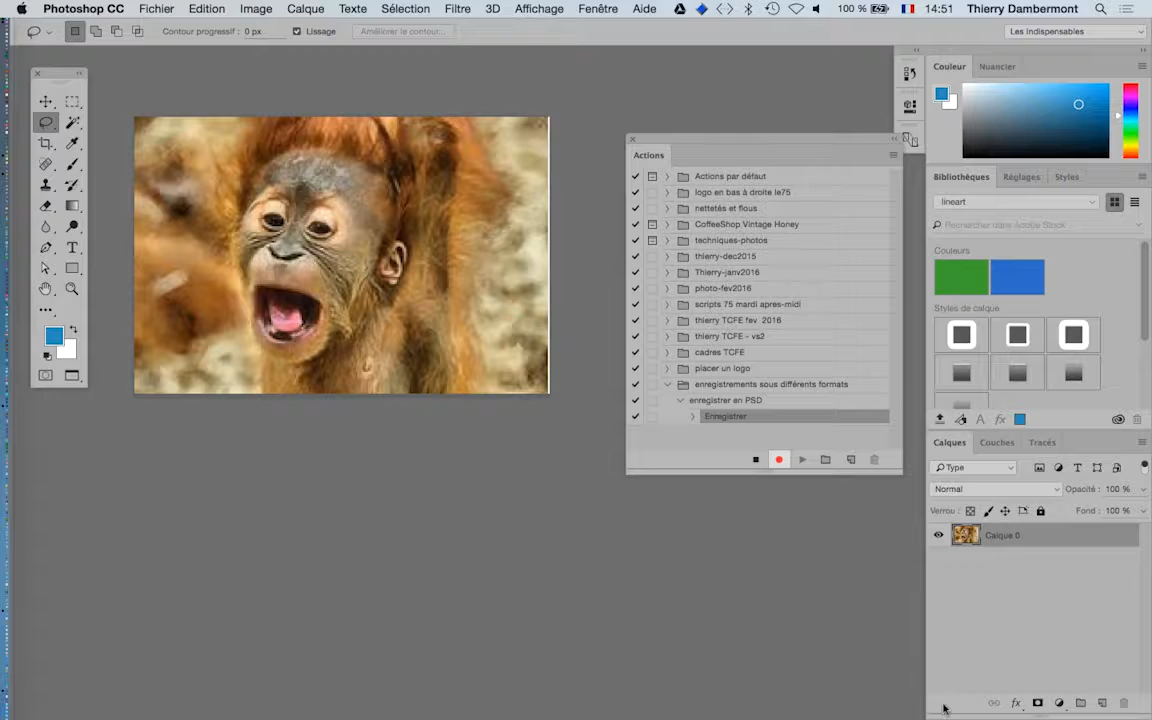 Photoshop CC Fichier Edition Image Calque Texte Sélection Filtre 3D Affichage Fenêtre Aide 100 % 14:51 Thierry Dambermont
Contour progressif : 0 px Lissage Améliorer le contour... Les indispensables
Couleur Nuancier
Actions
Actions par défaut
logo en bas à droite le75
nettetés et flous
CoffeeShop Vintage Honey
techniques-photos
thierry-dec2015
Thierry-janv2016
photo-fev2016
scripts 75 mardi apres-midi
thierry TCFE fev 2016
thierry TCFE - vs2
cadres TCFE
placer un logo
enregistrements sous différents formats
enregistrer en PSD
Enregistrer
Bibliothèques Réglages Styles
lineart
Rechercher dans Adobe Stock
Couleurs
Styles de calque
Calques Couches Tracés
Type
Normal Opacité : 100 %
Verrou : Fond : 100 %
Calque 0